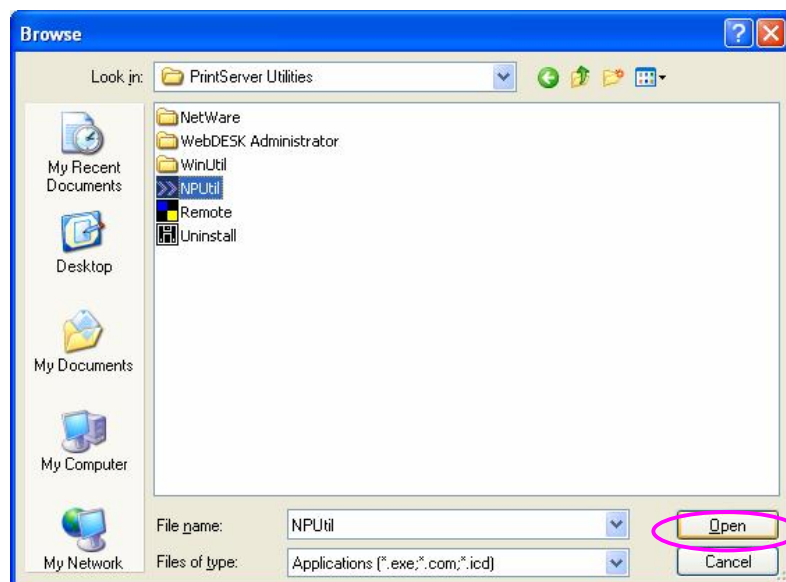 Browse
Look in: PrintServer Utilities
My Recent
Documents
Desktop
My Documents
My Computer
My Network
NetWare
WebDESK Administrator
WinUtil
NPUtil
Remote
Uninstall
File name: NPUtil Open
Files of type: Applications (*.exe;*.com;*.icd) Cancel